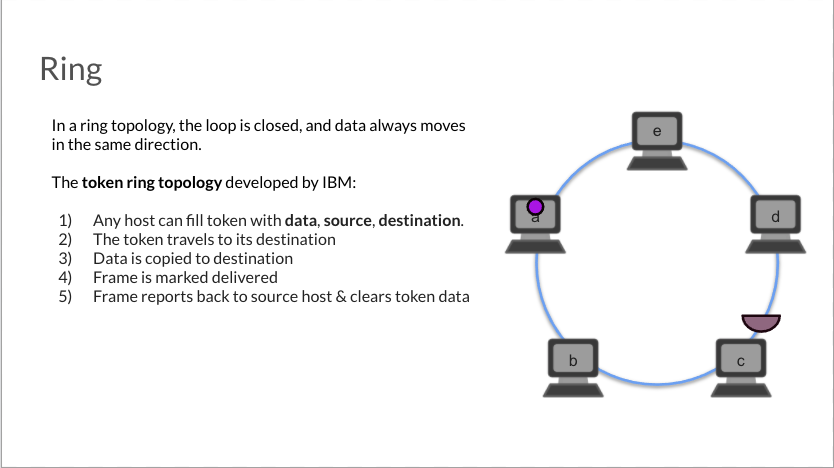 Ring
In a ring topology, the loop is closed, and data always moves
in the same direction.
The token ring topology developed by IBM:
1) Any host can fill token with data, source, destination.
2) The token travels to its destination
3) Data is copied to destination
4) Frame is marked delivered
5) Frame reports back to source host & clears token data
e
a
d
b
c